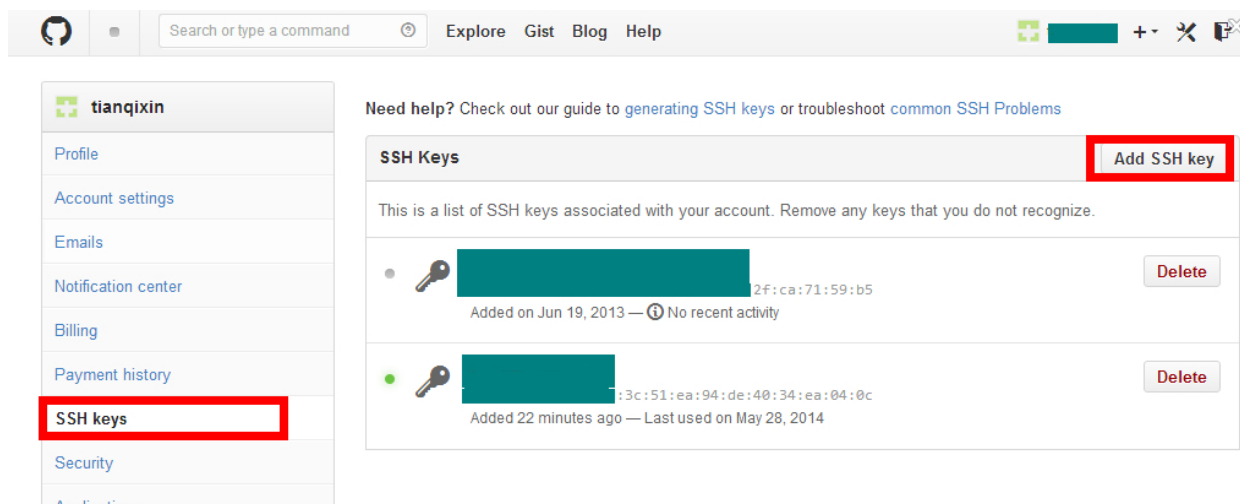 Search or type a command
Explore Gist Blog Help
tianqixin
Profile
Account settings
Emails
Notification center
Billing
Payment history
SSH keys
Security
Need help? Check out our guide to generating SSH keys or troubleshoot common SSH Problems
SSH Keys
Add SSH key
This is a list of SSH keys associated with your account. Remove any keys that you do not recognize.
2f:ca:71:59:b5
Added on Jun 19, 2013 — No recent activity
Delete
:3c:51:ea:94:de:40:34:ea:04:0c
Added 22 minutes ago — Last used on May 28, 2014
Delete